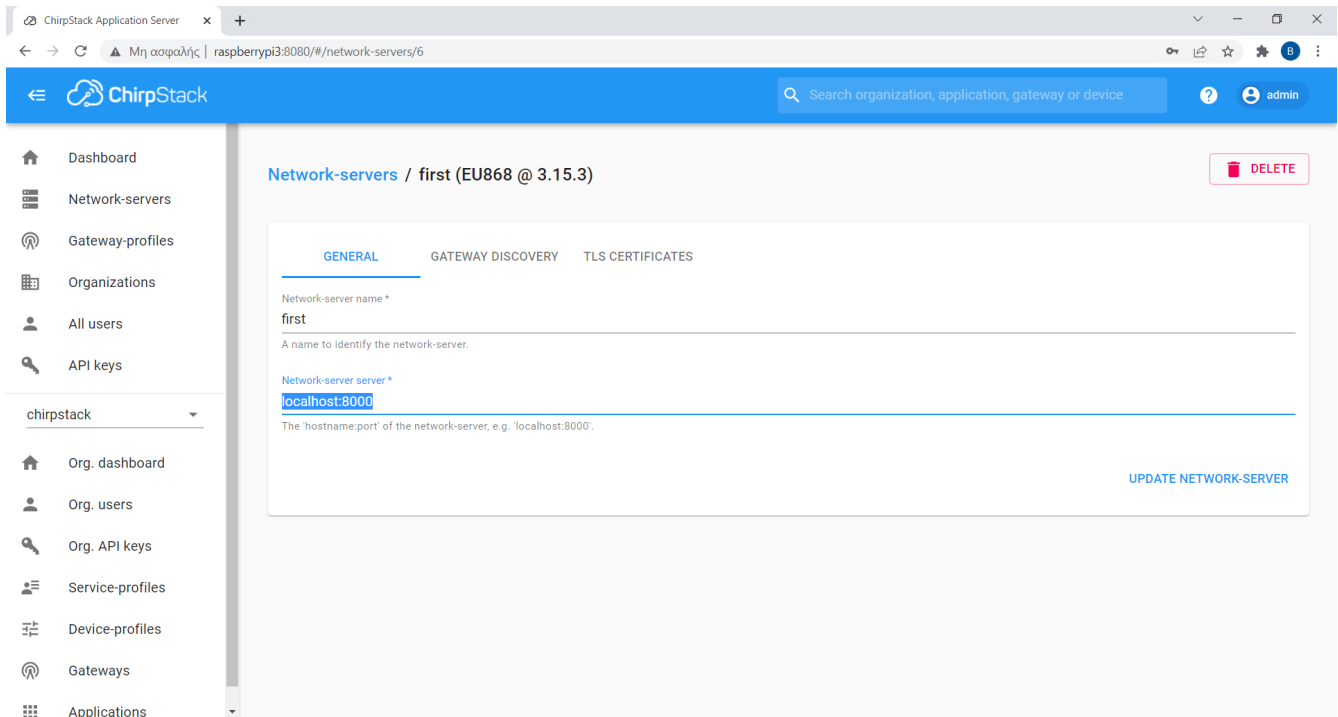 ChirpStack Application Server
Μη ασφαλής | raspberrypi3:8080/#/network-servers/6
B
ChirpStack
Search organization, application, gateway or device
?
admin
Dashboard
Network-servers
Gateway-profiles
Organizations
All users
API keys
chirpstack
Org. dashboard
Org. users
Org. API keys
Service-profiles
Device-profiles
Gateways
Applications
Network-servers / first (EU868 @ 3.15.3)
DELETE
GENERAL GATEWAY DISCOVERY TLS CERTIFICATES
Network-server name *
first
A name to identify the network-server.
Network-server server *
localhost:8000
The 'hostname:port' of the network-server, e.g. 'localhost:8000'.
UPDATE NETWORK-SERVER